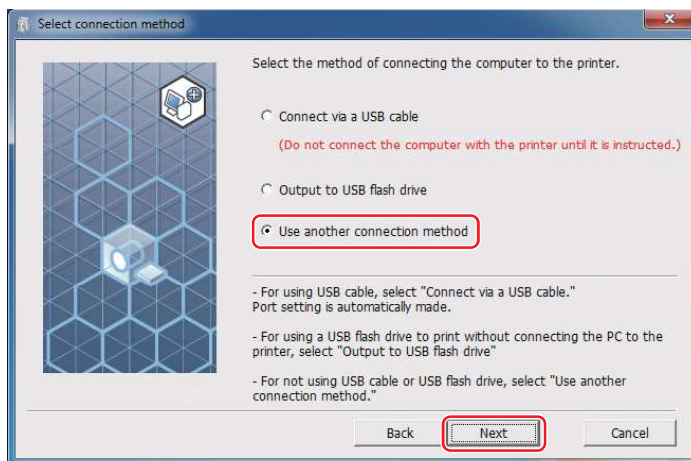 Select connection method
Select the method of connecting the computer to the printer.
Connect via a USB cable
(Do not connect the computer with the printer until it is instructed.)
Output to USB flash drive
Use another connection method
- For using USB cable, select "Connect via a USB cable."
Port setting is automatically made.
- For using a USB flash drive to print without connecting the PC to the
printer, select "Output to USB flash drive"
- For not using USB cable or USB flash drive, select "Use another
connection method."
Back Next Cancel